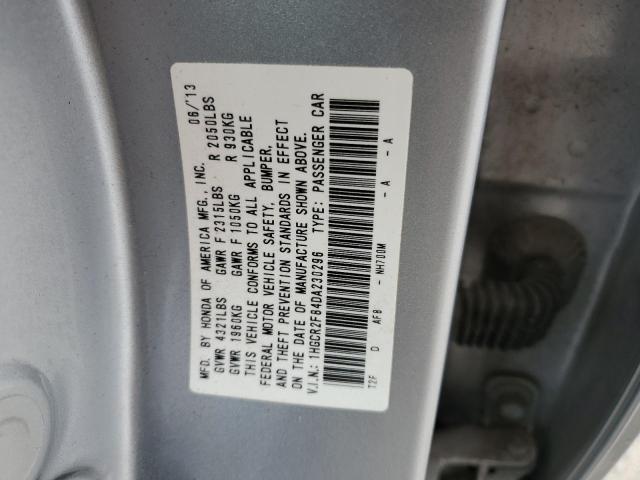 MFD. BY HONDA OF AMERICA MFG., INC. 06/'13
GVWR 4321LBS GAWR F 2315LBS R 2050LBS
GVWR 1960KG GAWR F 1050KG R 930KG
THIS VEHICLE CONFORMS TO ALL APPLICABLE
FEDERAL MOTOR VEHICLE SAFETY, BUMPER,
AND THEFT PREVENTION STANDARDS IN EFFECT
ON THE DATE OF MANUFACTURE SHOWN ABOVE.
V.I.N.: 1HGCR2F84DA230296 TYPE: PASSENGER CAR
T2F D AFB - NH700M - A - A